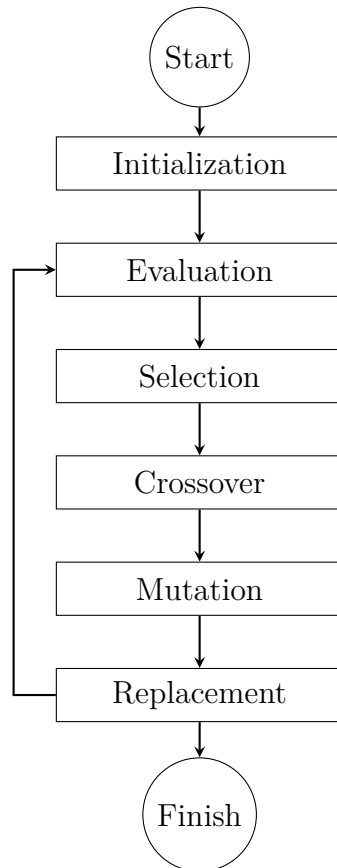 Start
Initialization
Evaluation
Selection
Crossover
Mutation
Replacement
Finish